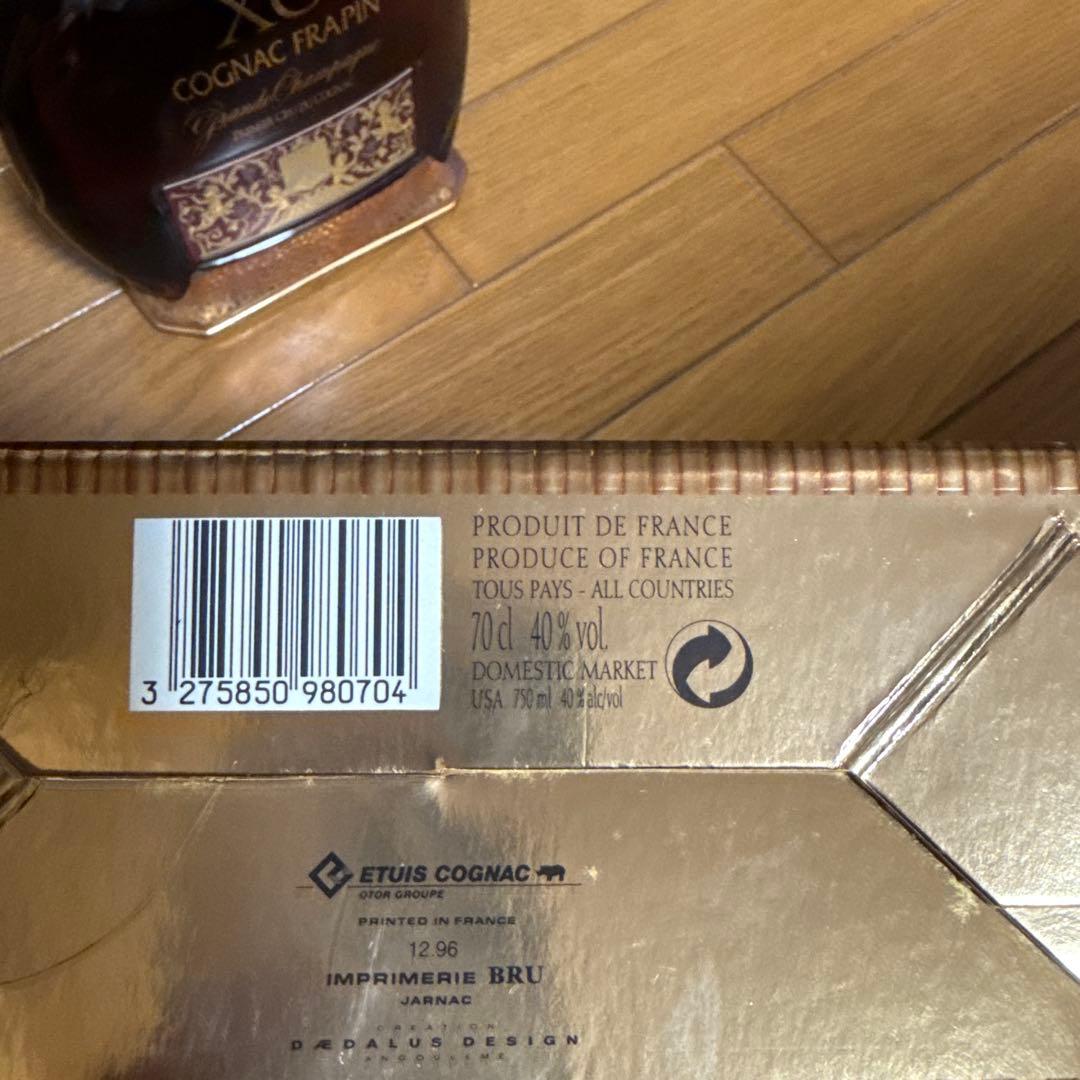 XO
COGNAC FRAPIN
Grande Champagne
PRODUIT DE FRANCE
PRODUCE OF FRANCE
TOUS PAYS - ALL COUNTRIES
70 cl 40 % vol.
DOMESTIC MARKET
USA 750 ml 40 % alc/vol
3 275850 980704
ETUIS COGNAC
OTOR GROUPE
PRINTED IN FRANCE
12.96
IMPRIMERIE BRU
JARNAC
CREATION
DÆDALUS DESIGN
ANGOULEME